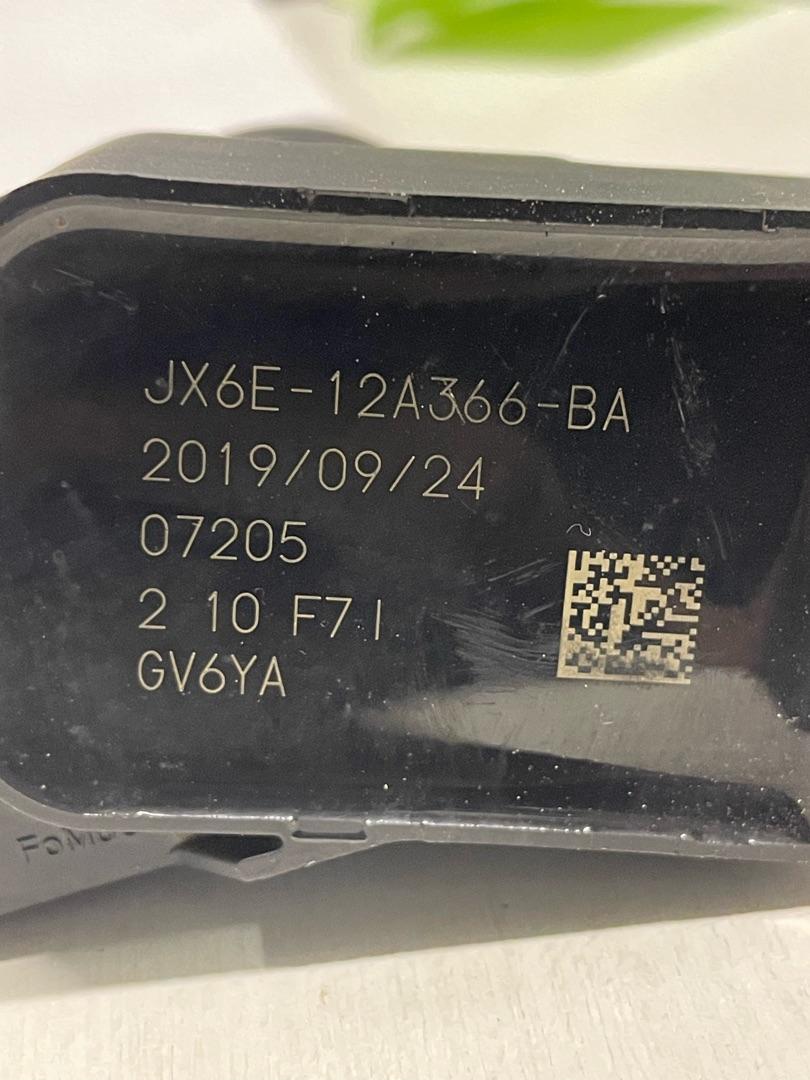 JX6E-12A366-BA
2019/09/24
07205
2 10 F7 I
GV6YA